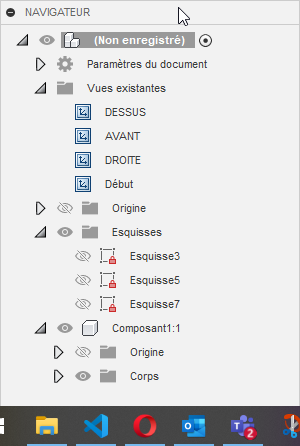 NAVIGATEUR
(Non enregistré)
Paramètres du document
Vues existantes
DESSUS
AVANT
DROITE
Début
Origine
Esquisses
Esquisse3
Esquisse5
Esquisse7
Composant1:1
Origine
Corps
2